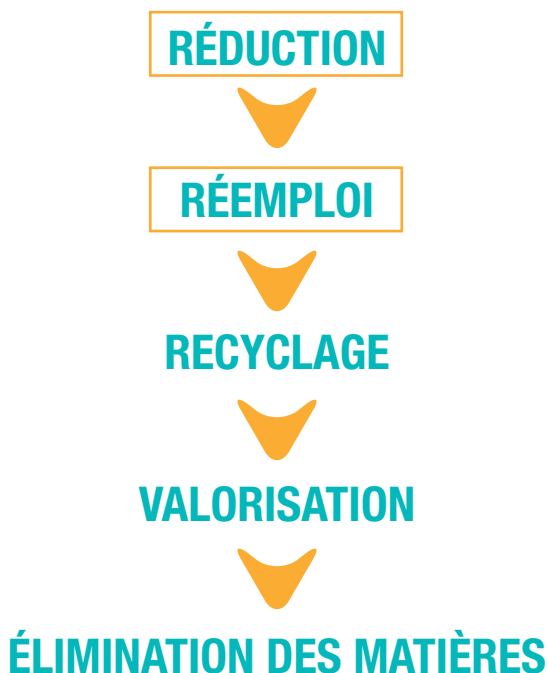 RÉDUCTION
RÉEMPLOI
RECYCLAGE
VALORISATION
ÉLIMINATION DES MATIÈRES